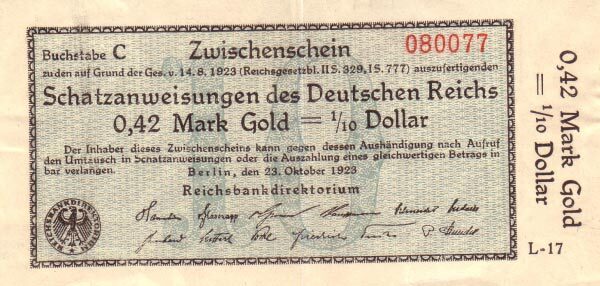 Buchstabe C Zwischenschein 080077
zu den auf Grund der Ges. v. 14. 8. 1923 (Reichsgesetzbl. II S. 329, I S. 777) auszufertigenden
Schatzanweisungen des Deutschen Reichs
0,42 Mark Gold = 1/10 Dollar
Der Inhaber dieses Zwischenscheins kann gegen dessen Aushändigung nach Aufruf
den Umtausch in Schatzanweisungen oder die Auszahlung eines gleichwertigen Betrags in
bar verlangen.
Berlin, den 23. Oktober 1923
Reichsbankdirektorium
REICHSBANKDIREKTORIUM
0,42 Mark Gold
= 1/10 Dollar
L-17